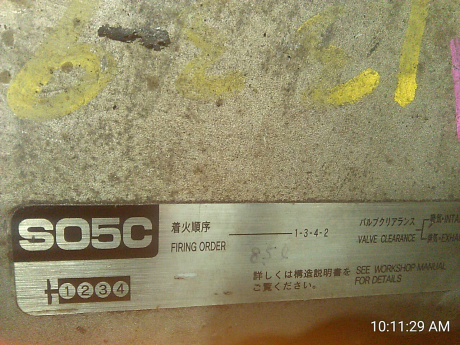 S05C
着火順序
FIRING ORDER
1-3-4-2
バルブクリアランス
VALVE CLEARANCE
1234
詳しくは構造説明書を
ご覧ください。
SEE WORKSHOP MANUAL
FOR DETAILS
10:11:29 AM